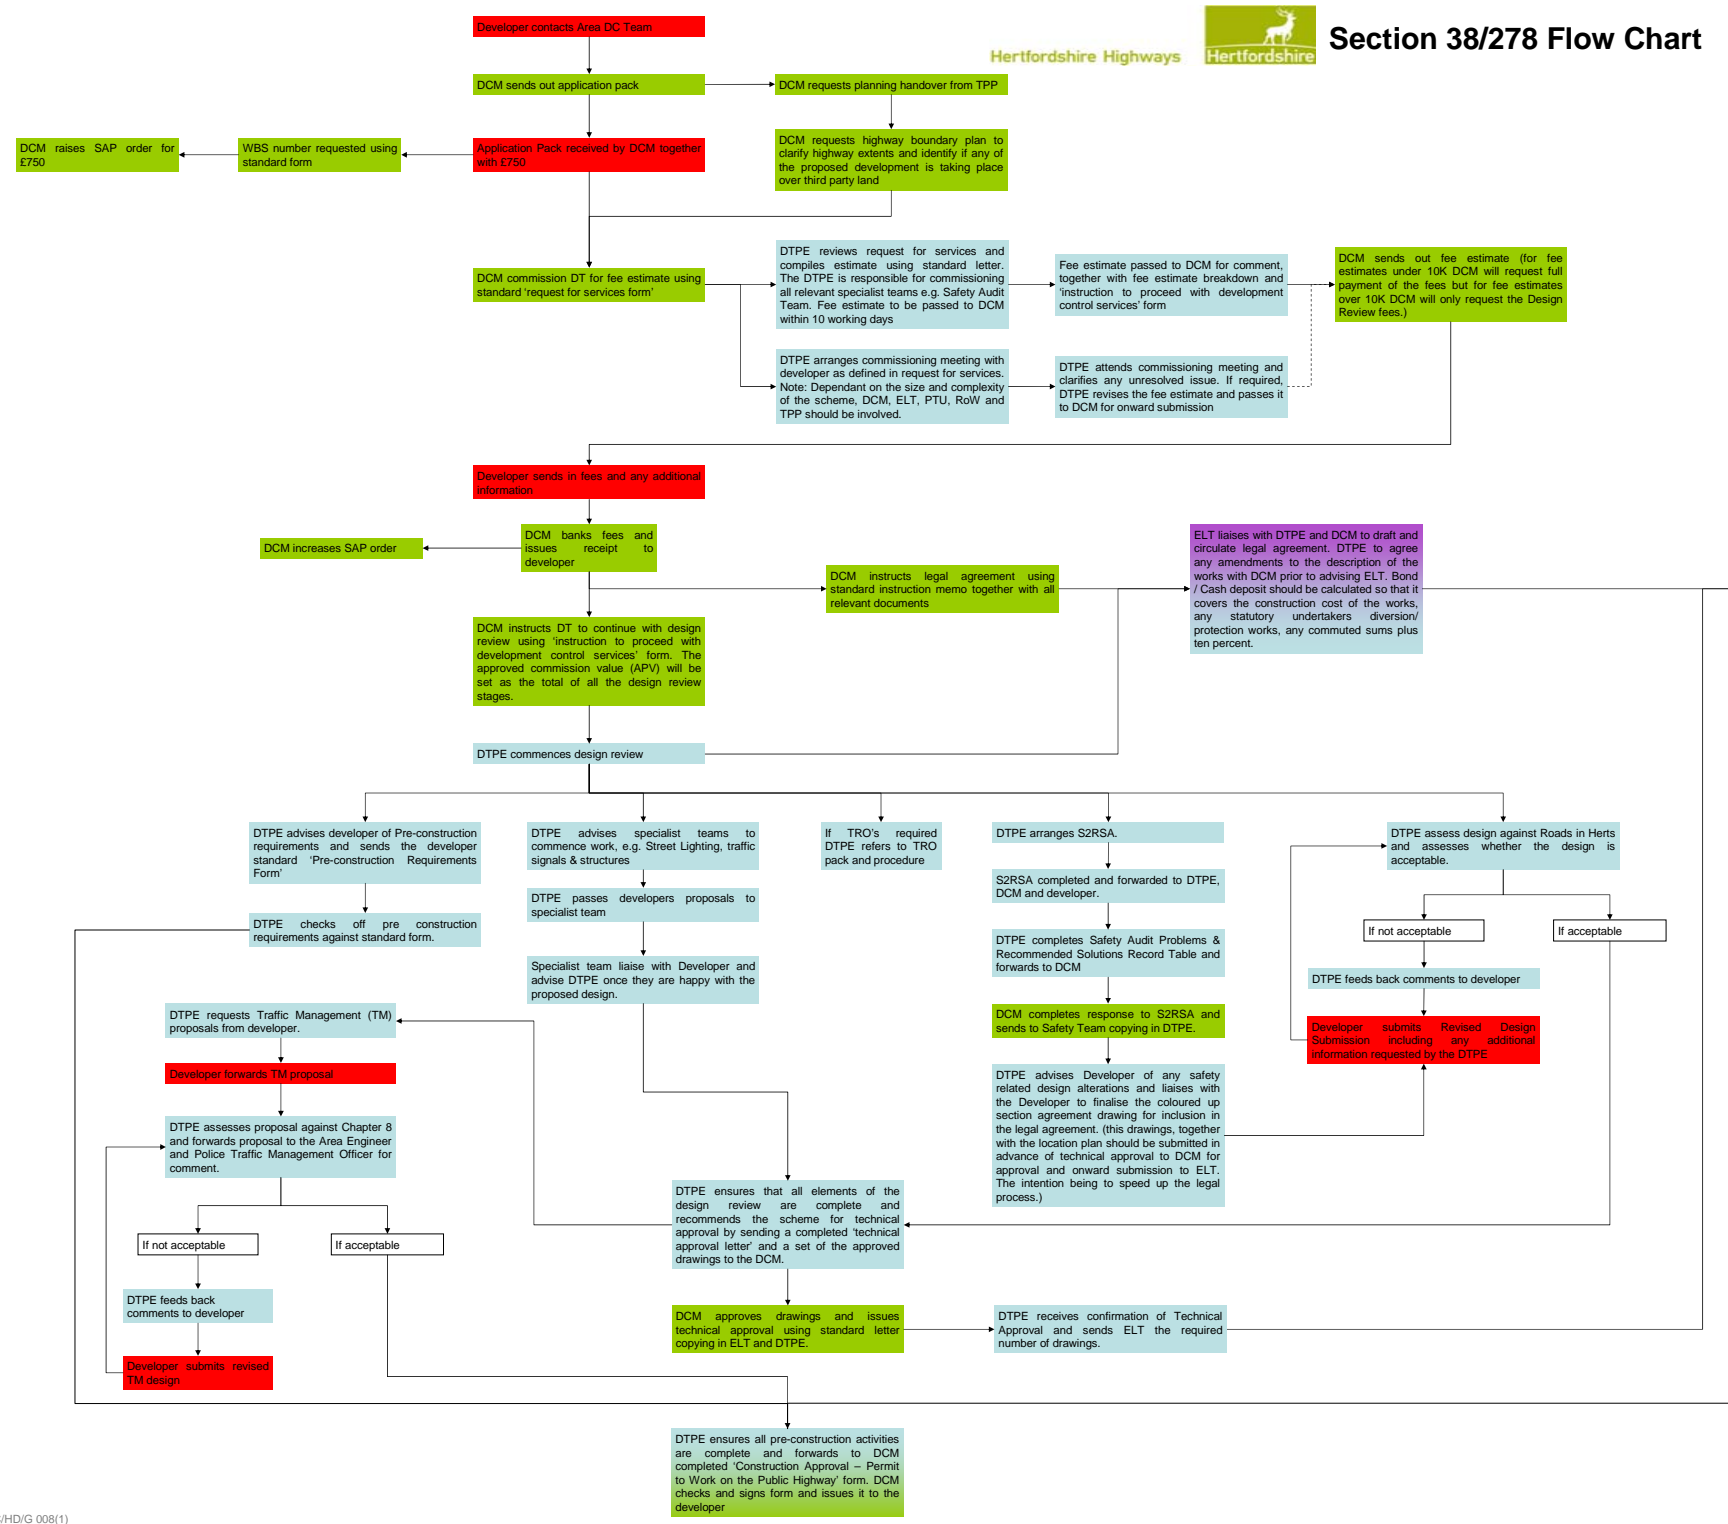 Hertfordshire Highways
Hertfordshire
Section 38/278 Flow Chart
Developer contacts Area DC Team
DCM sends out application pack
DCM requests planning handover from TPP
DCM raises SAP order for
£750
WBS number requested using
standard form
Application Pack received by DCM together
with £750
DCM requests highway boundary plan to
clarify highway extents and identify if any of
the proposed development is taking place
over third party land
DCM commission DT for fee estimate using
standard ‘request for services form’
DTPE reviews request for services and
compiles estimate using standard letter.
The DTPE is responsible for commissioning
all relevant specialist teams e.g. Safety Audit
Team. Fee estimate to be passed to DCM
within 10 working days
Fee estimate passed to DCM for comment,
together with fee estimate breakdown and
‘instruction to proceed with development
control services’ form
DCM sends out fee estimate (for fee
estimates under 10K DCM will request full
payment of the fees but for fee estimates
over 10K DCM will only request the Design
Review fees.)
DTPE arranges commissioning meeting with
developer as defined in request for services.
Note: Dependant on the size and complexity
of the scheme, DCM, ELT, PTU, RoW and
TPP should be involved.
DTPE attends commissioning meeting and
clarifies any unresolved issue. If required,
DTPE revises the fee estimate and passes it
to DCM for onward submission
Developer sends in fees and any additional
information
DCM increases SAP order
DCM banks fees and
issues receipt to
developer
DCM instructs legal agreement using
standard instruction memo together with all
relevant documents
ELT liaises with DTPE and DCM to draft and
circulate legal agreement. DTPE to agree
any amendments to the description of the
works with DCM prior to advising ELT. Bond
/ Cash deposit should be calculated so that it
covers the construction cost of the works,
any statutory undertakers diversion/
protection works, any commuted sums plus
ten percent.
DCM instructs DT to continue with design
review using ‘instruction to proceed with
development control services’ form. The
approved commission value (APV) will be
set as the total of all the design review
stages.
DTPE commences design review
DTPE advises developer of Pre-construction
requirements and sends the developer
standard ‘Pre-construction Requirements
Form’
DTPE checks off pre construction
requirements against standard form.
DTPE advises specialist teams to
commence work, e.g. Street Lighting, traffic
signals & structures
DTPE passes developers proposals to
specialist team
Specialist team liaise with Developer and
advise DTPE once they are happy with the
proposed design.
If TRO's required
DTPE refers to TRO
pack and procedure
DTPE arranges S2RSA.
S2RSA completed and forwarded to DTPE,
DCM and developer.
DTPE completes Safety Audit Problems &
Recommended Solutions Record Table and
forwards to DCM
DCM completes response to S2RSA and
sends to Safety Team copying in DTPE.
DTPE advises Developer of any safety
related design alterations and liaises with
the Developer to finalise the coloured up
section agreement drawing for inclusion in
the legal agreement. (this drawings, together
with the location plan should be submitted in
advance of technical approval to DCM for
approval and onward submission to ELT.
The intention being to speed up the legal
process.)
DTPE assess design against Roads in Herts
and assesses whether the design is
acceptable.
If not acceptable
If acceptable
DTPE feeds back comments to developer
Developer submits Revised Design
Submission including any additional
information requested by the DTPE
DTPE requests Traffic Management (TM)
proposals from developer.
Developer forwards TM proposal
DTPE assesses proposal against Chapter 8
and forwards proposal to the Area Engineer
and Police Traffic Management Officer for
comment.
If not acceptable
If acceptable
DTPE feeds back
comments to developer
Developer submits revised
TM design
DTPE ensures that all elements of the
design review are complete and
recommends the scheme for technical
approval by sending a completed ‘technical
approval letter’ and a set of the approved
drawings to the DCM.
DCM approves drawings and issues
technical approval using standard letter
copying in ELT and DTPE.
DTPE receives confirmation of Technical
Approval and sends ELT the required
number of drawings.
DTPE ensures all pre-construction activities
are complete and forwards to DCM
completed ‘Construction Approval – Permit
to Work on the Public Highway’ form. DCM
checks and signs form and issues it to the
developer
/HD/G 008(1)